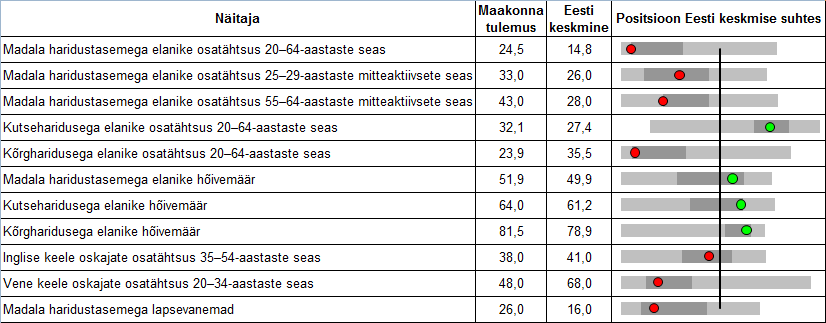 Näitaja Maakonna tulemus Eesti keskmine Positsioon Eesti keskmise suhtes
Madala haridustasemega elanike osatähtsus 20–64-aastaste seas 24,5 14,8
Madala haridustasemega elanike osatähtsus 25–29-aastaste mitteaktiivsete seas 33,0 26,0
Madala haridustasemega elanike osatähtsus 55–64-aastaste mitteaktiivsete seas 43,0 28,0
Kutseharidusega elanike osatähtsus 20–64-aastaste seas 32,1 27,4
Kõrgharidusega elanike osatähtsus 20–64-aastaste seas 23,9 35,5
Madala haridustasemega elanike hõivemäär 51,9 49,9
Kutseharidusega elanike hõivemäär 64,0 61,2
Kõrgharidusega elanike hõivemäär 81,5 78,9
Inglise keele oskajate osatähtsus 35–54-aastaste seas 38,0 41,0
Vene keele oskajate osatähtsus 20–34-aastaste seas 48,0 68,0
Madala haridustasemega lapsevanemad 26,0 16,0